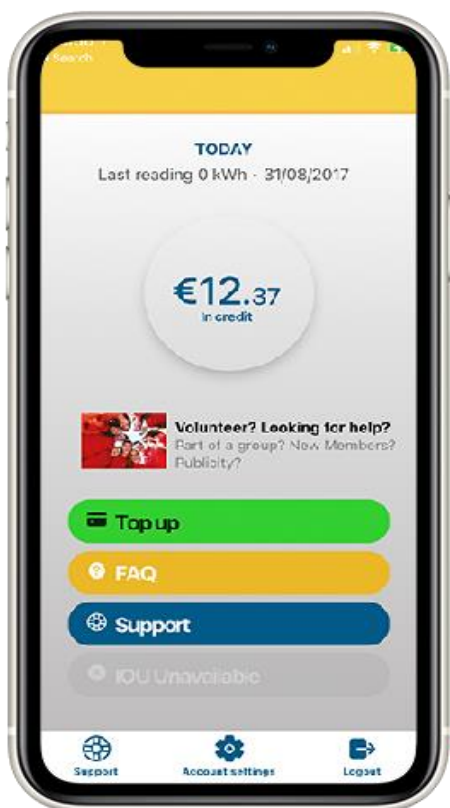 Search
TODAY
Last reading 0 kWh - 31/08/2017
€12.37
In credit
Volunteer? Looking for help?
Part of a group? New Members?
Publicity?
Top up
FAQ
Support
IOU Unavailable
Support
Account settings
Logout